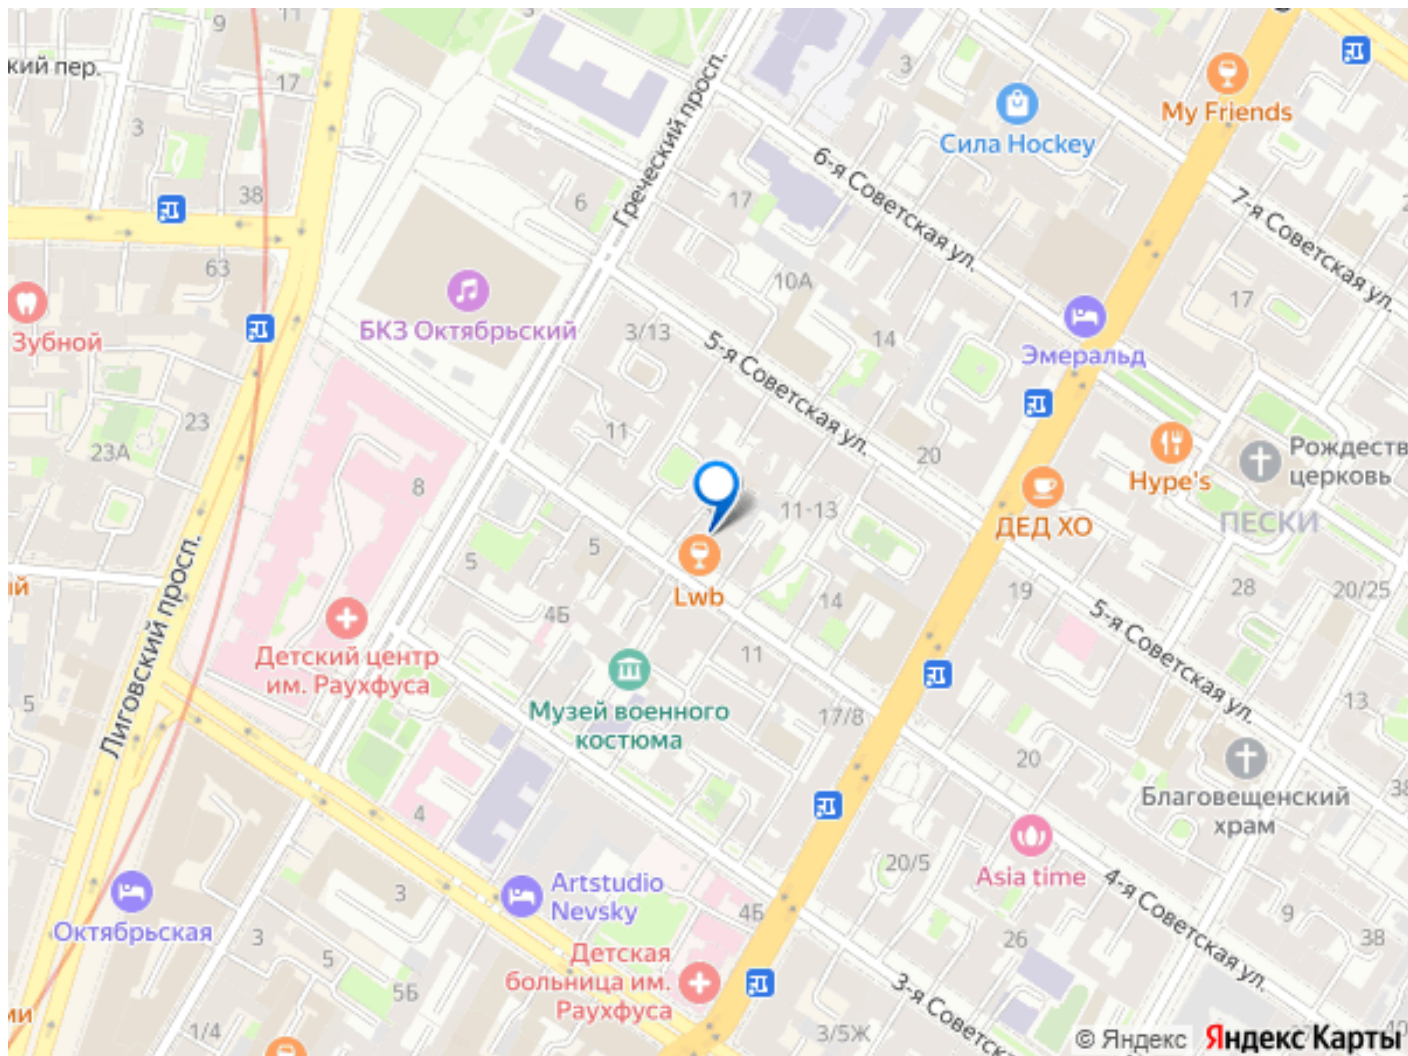 9
11
кий пер.
17
3
My Friends
Сила Hockey
3
Греческий просп.
6-я Советская ул.
7-я Советская ул.
38
6
17
63
10А
17
БКЗ Октябрьский
3/13
14
5-я Советская ул.
Эмеральд
Зубной
23
23А
11
20
Hype's
Рождеств
церковь
8
11-13
ДЕД ХО
ПЕСКИ
5
5
Lwb
4Б
14
19
28
20/25
ый
Лиговский просп.
Детский центр
им. Раухфуса
11
5-я Советская ул.
13
5
Музей военного
костюма
17/8
20
Благовещенский
храм
38
4
Asia time
20/5
4-я Советская ул.
3
Artstudio
Nevsky
4Б
9
38
Октябрьская
3
5
5Б
26
Детская
больница им.
Раухфуса
3-я Советск
ми
1/4
3/5Ж
40
© Яндекс Яндекс Карты